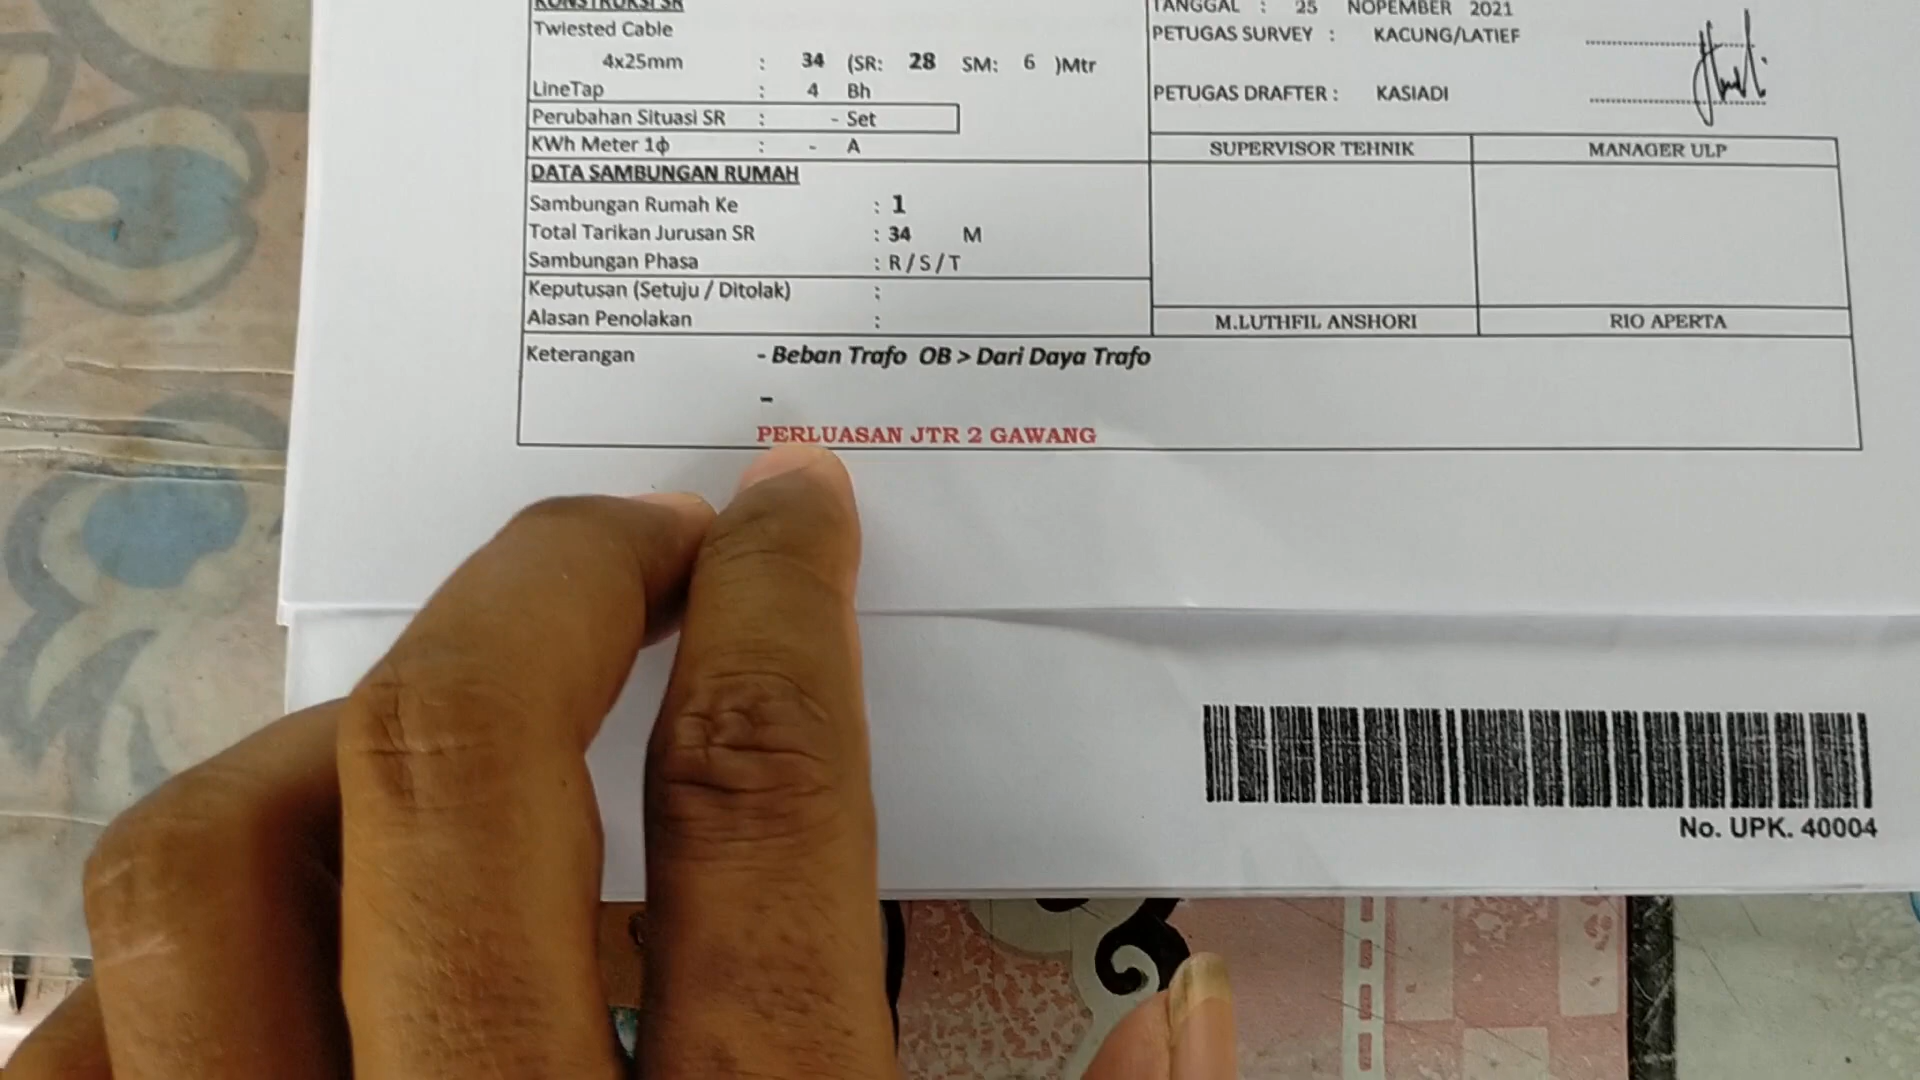 KONSTRUKSI SR
Twiested Cable
4x25mm : 34 (SR: 28 SM: 6 )Mtr
LineTap : 4 Bh
Perubahan Situasi SR : - Set
KWh Meter 1ф : - A
DATA SAMBUNGAN RUMAH
Sambungan Rumah Ke : 1
Total Tarikan Jurusan SR : 34 M
Sambungan Phasa : R / S / T
Keputusan (Setuju / Ditolak) :
Alasan Penolakan :
TANGGAL : 25 NOPEMBER 2021
PETUGAS SURVEY : KACUNG/LATIEF
PETUGAS DRAFTER : KASIADI
SUPERVISOR TEHNIK MANAGER ULP
M.LUTHFIL ANSHORI RIO APERTA
Keterangan - Beban Trafo OB > Dari Daya Trafo
-
PERLUASAN JTR 2 GAWANG
No. UPK. 40004